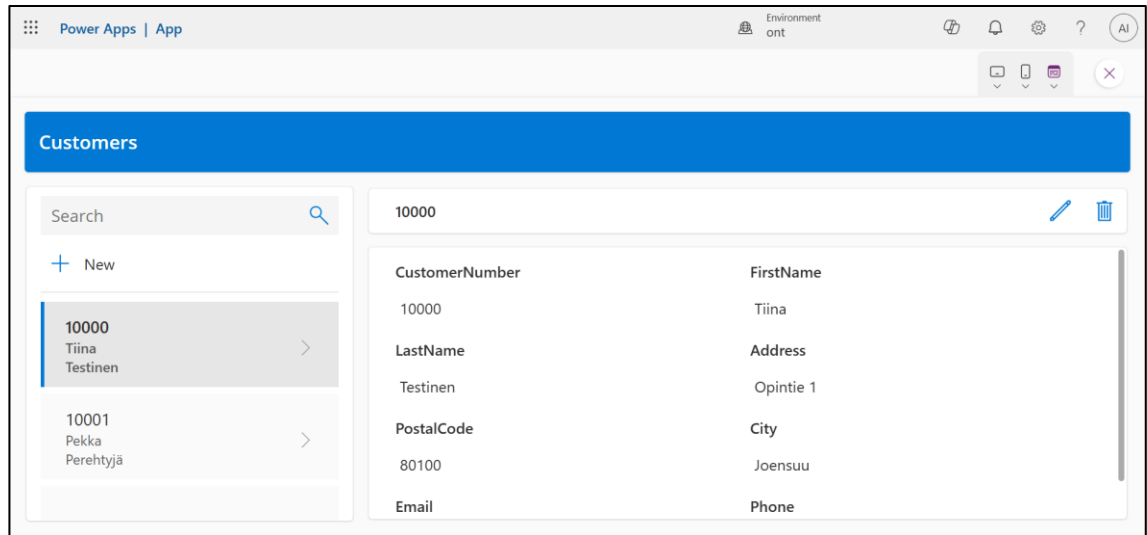 Power Apps | App
Environment
ont
AI
Customers
Search
New
10000
Tiina
Testinen
10001
Pekka
Perehtyjä
10000
CustomerNumber
FirstName
10000
Tiina
LastName
Address
Testinen
Opintie 1
PostalCode
City
80100
Joensuu
Email
Phone